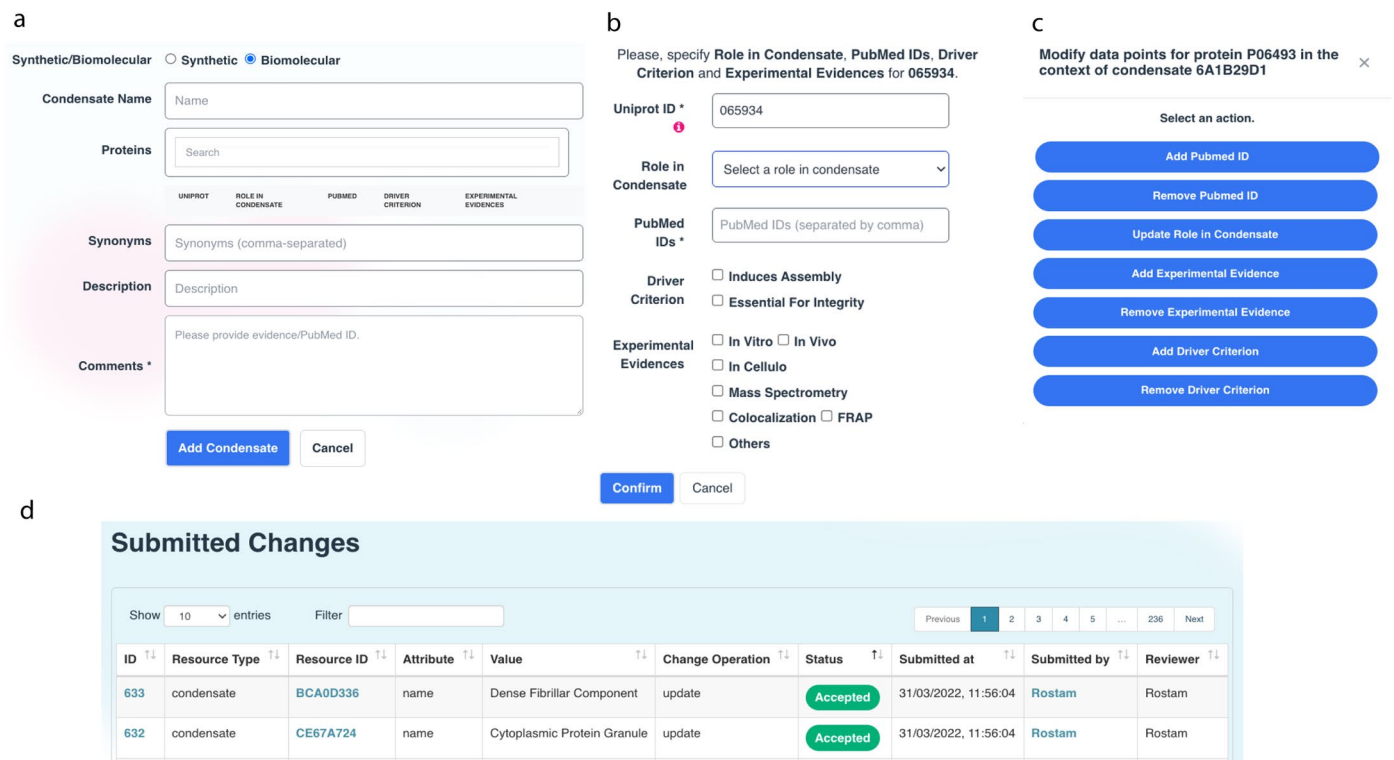 a
Synthetic/Biomolecular Synthetic Biomolecular
Condensate Name Name
Proteins Search
UNIPROT ROLE IN CONDENSATE PUBMED DRIVER CRITERION EXPERIMENTAL EVIDENCES
Synonyms Synonyms (comma-separated)
Description Description
Please provide evidence/PubMed ID.
Comments *
Add Condensate Cancel
b
Please, specify Role in Condensate, PubMed IDs, Driver
Criterion and Experimental Evidences for 065934.
Uniprot ID * 065934
Role in Condensate Select a role in condensate
PubMed IDs * PubMed IDs (separated by comma)
Driver Criterion Induces Assembly
Essential For Integrity
Experimental Evidences In Vitro In Vivo
In Cellulo
Mass Spectrometry
Colocalization FRAP
Others
Confirm Cancel
c
Modify data points for protein P06493 in the
context of condensate 6A1B29D1 ×
Select an action.
Add Pubmed ID
Remove Pubmed ID
Update Role in Condensate
Add Experimental Evidence
Remove Experimental Evidence
Add Driver Criterion
Remove Driver Criterion
d
Submitted Changes
Show 10 entries Filter Previous 1 2 3 4 5 ... 236 Next
ID Resource Type Resource ID Attribute Value Change Operation Status Submitted at Submitted by Reviewer
633 condensate BCA0D336 name Dense Fibrillar Component update Accepted 31/03/2022, 11:56:04 Rostam Rostam
632 condensate CE67A724 name Cytoplasmic Protein Granule update Accepted 31/03/2022, 11:56:04 Rostam Rostam